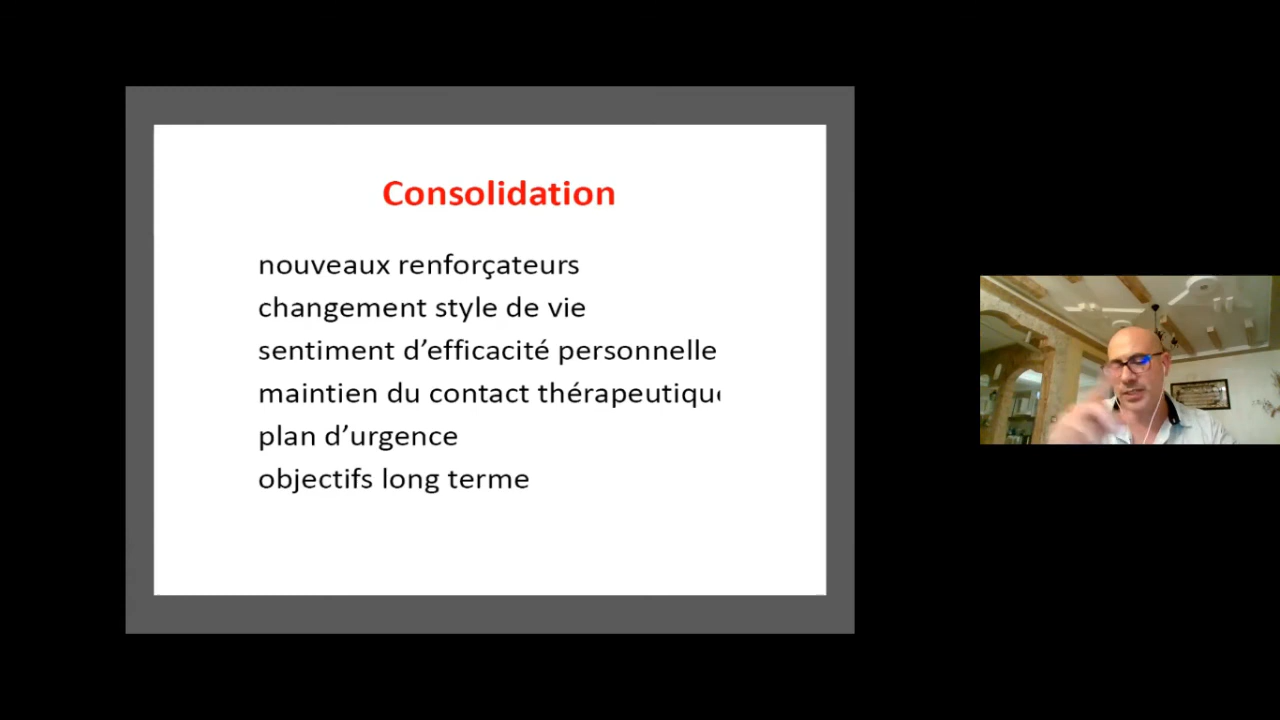 Consolidation
nouveaux renforçateurs
changement style de vie
sentiment d’efficacité personnelle
maintien du contact thérapeutique
plan d’urgence
objectifs long terme